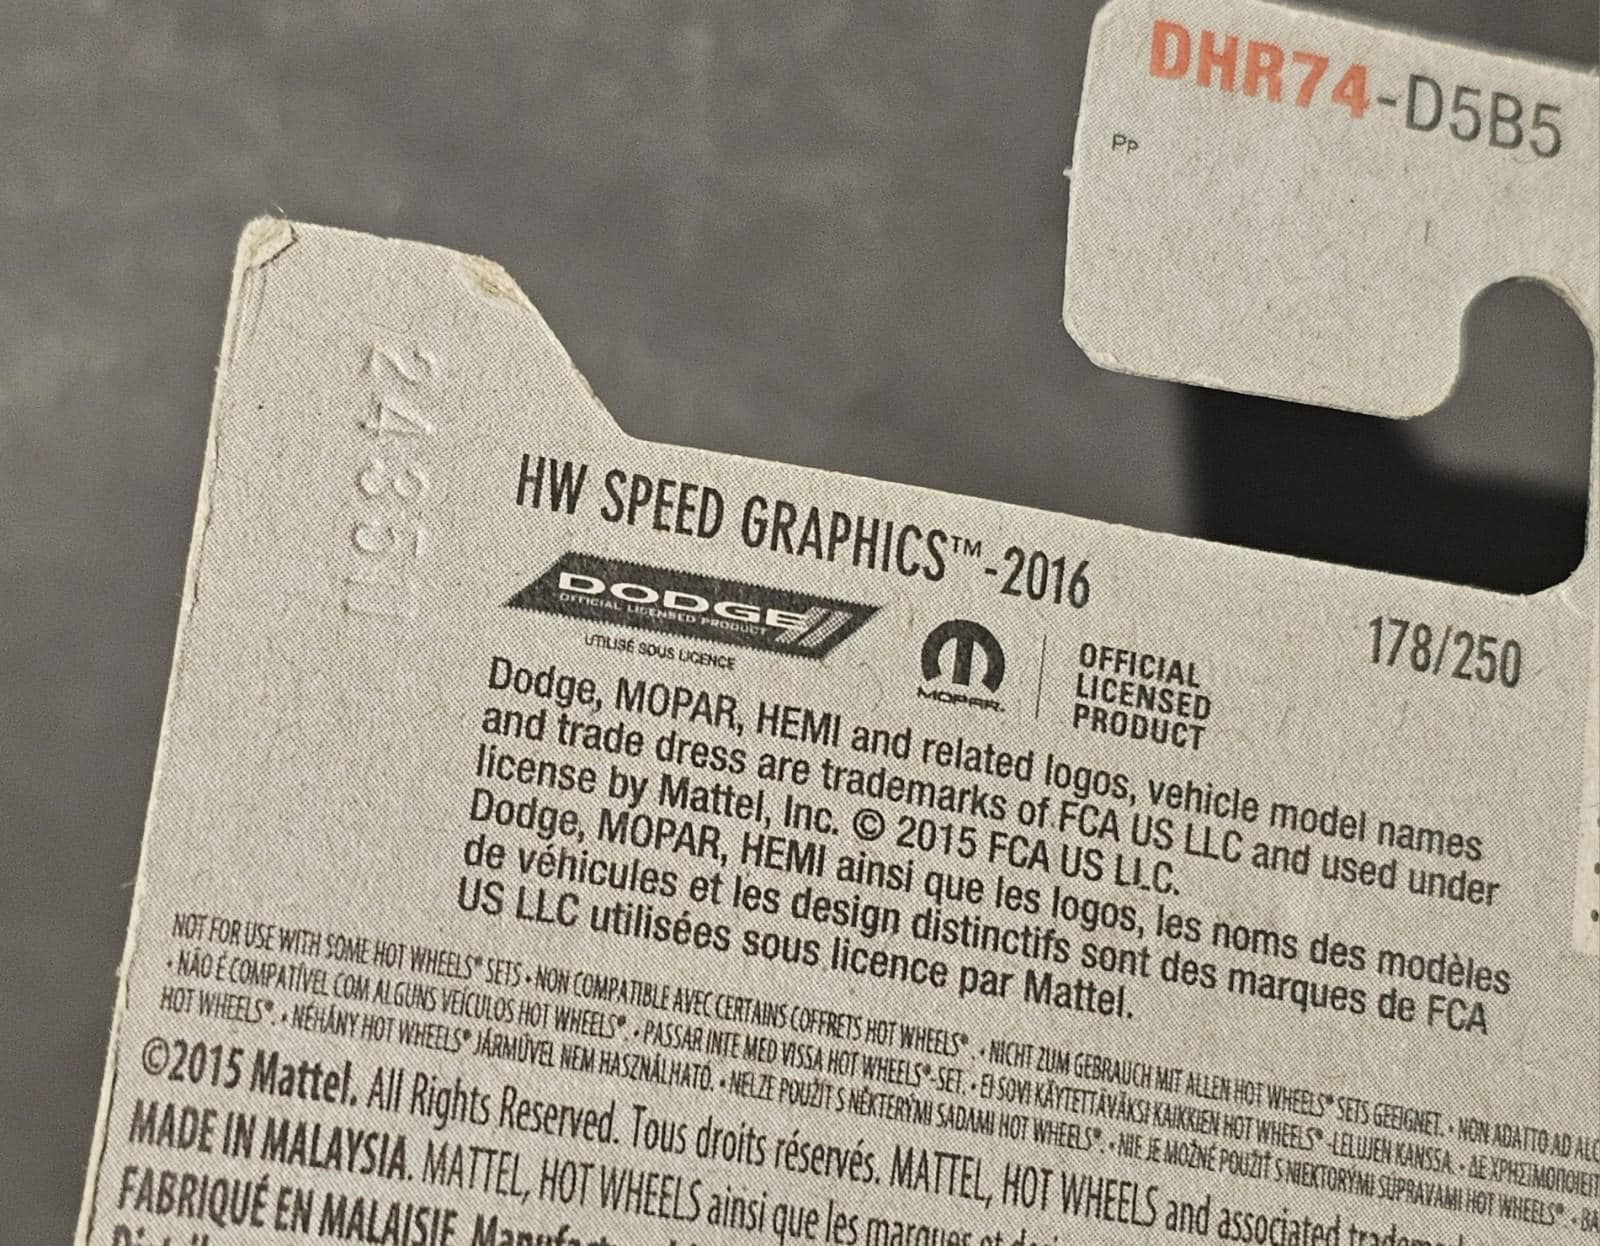 DHR74-D5B5
PP
2435
HW SPEED GRAPHICS™-2016
178/250
DODGE
OFFICIAL LICENSED PRODUCT
UTILISÉ SOUS LICENCE
MOPAR.
OFFICIAL
LICENSED
PRODUCT
Dodge, MOPAR, HEMI and related logos, vehicle model names
and trade dress are trademarks of FCA US LLC and used under
license by Mattel, Inc. © 2015 FCA US LLC.
Dodge, MOPAR, HEMI ainsi que les logos, les noms des modèles
de véhicules et les design distinctifs sont des marques de FCA
US LLC utilisées sous licence par Mattel.
NOT FOR USE WITH SOME HOT WHEELS® SETS • NON COMPATIBLE AVEC CERTAINS COFFRETS HOT WHEELS®. • NICHT ZUM GEBRAUCH MIT ALLEN HOT WHEELS® SETS GEEIGNET. • NON ADATTO AD
• NÃO É COMPATÍVEL COM ALGUNS VEÍCULOS HOT WHEELS®. • PASSAR INTE MED VISSA HOT WHEELS®-SET. • EI SOVI KÄYTETTÄVÄKSI KAIKKIEN HOT WHEELS® -LELUJEN KANSSA. • ΔΕ
HOT WHEELS®. • NÉHÁNY HOT WHEELS® JÁRMŰVEL NEM HASZNÁLHATÓ. • NELZE POUŽÍT S NĚKTERÝMI SADAMI HOT WHEELS®. • NIE JE MOŽNÉ POUŽIŤ S NIEKTORÝMI SÚPRAVAMI HOT WHEELS®.
©2015 Mattel. All Rights Reserved. Tous droits réservés. MATTEL, HOT WHEELS and associated
MADE IN MALAYSIA. MATTEL, HOT WHEELS ainsi que les marques et
FABRIQUÉ EN MALAISIE